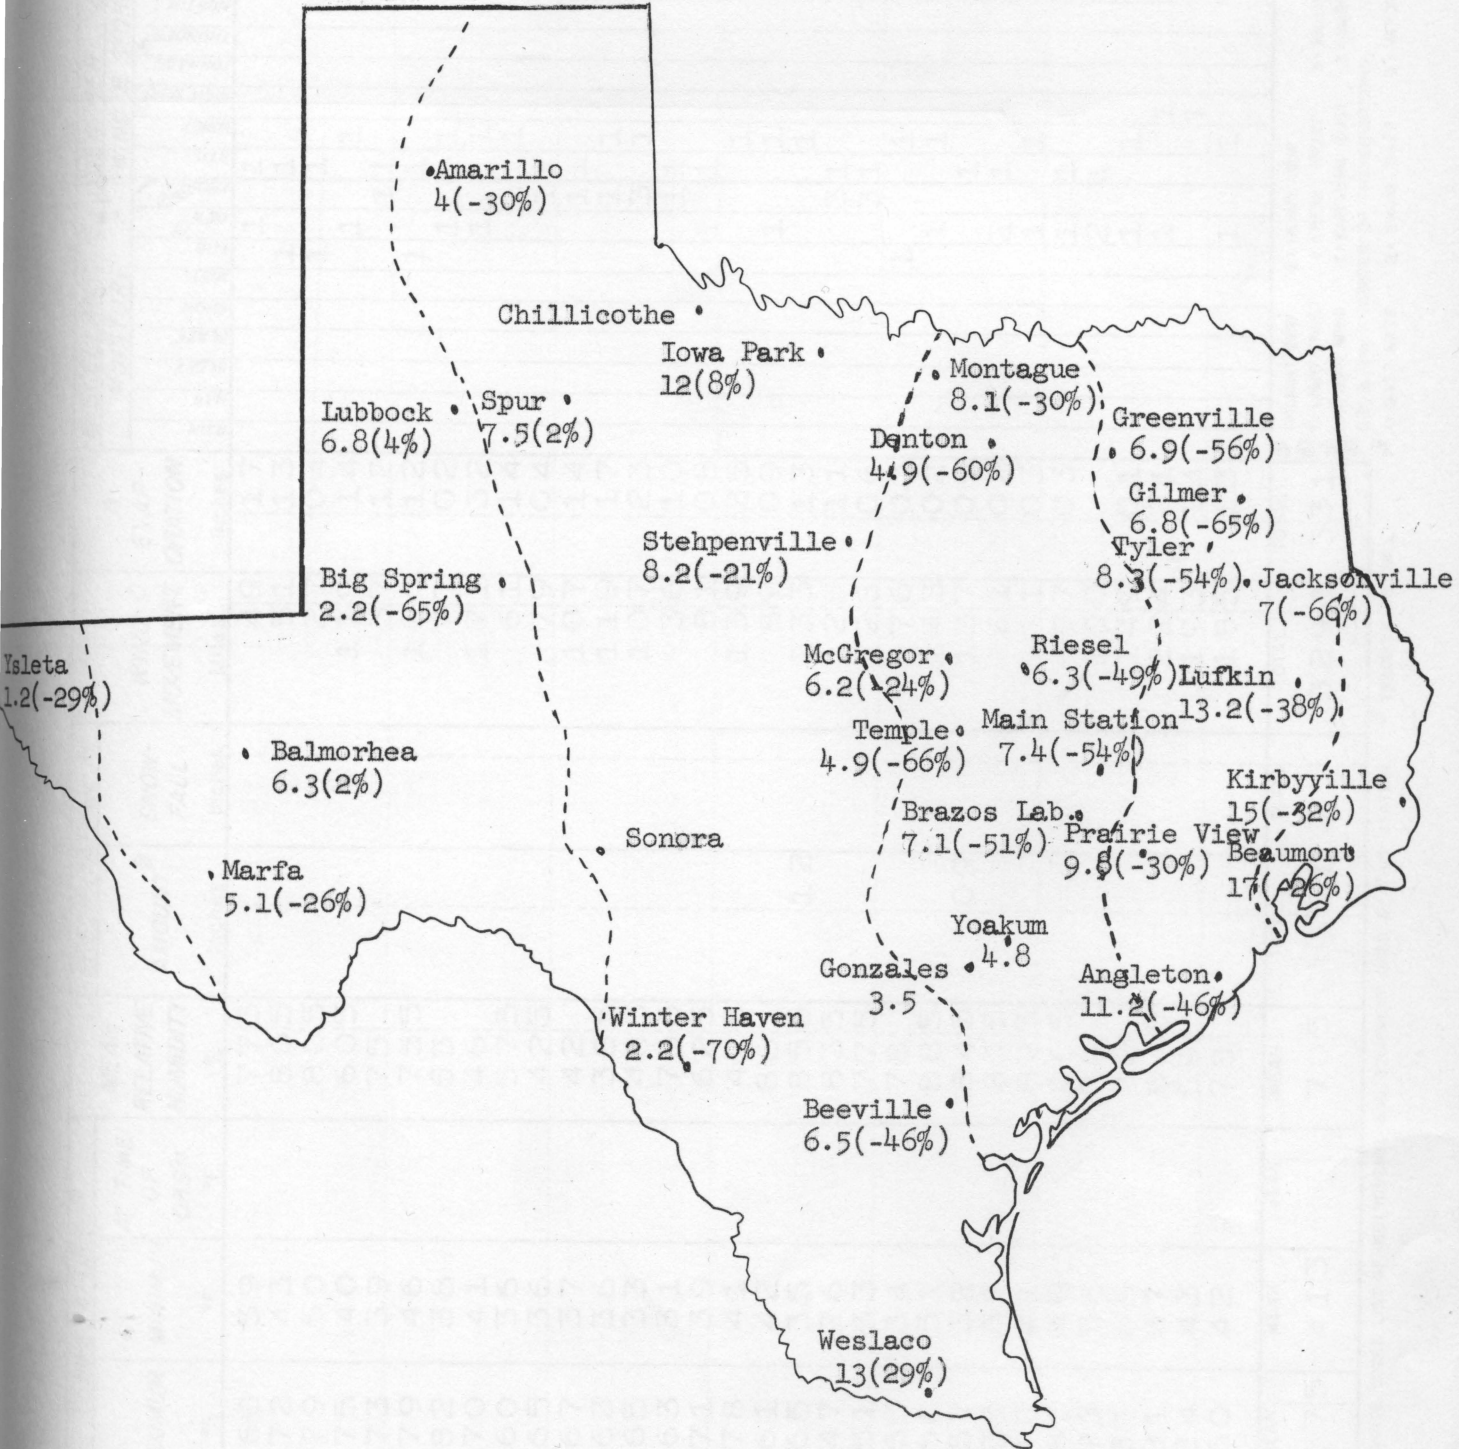 Amarillo
4(-30%)
Chillicothe
Iowa Park
12(8%)
Montague
8.1(-30%)
Lubbock
6.8(4%)
Spur
7.5(2%)
Greenville
6.9(-56%)
Denton
4.9(-60%)
Gilmer
6.8(-65%)
Stehpenville
8.2(-21%)
Tyler
8.3(-54%)
Jacksonville
7(-66%)
Big Spring
2.2(-65%)
Ysleta
1.2(-29%)
McGregor
6.2(-24%)
Riesel
6.3(-49%)
Lufkin
13.2(-38%)
Temple
4.9(-66%)
Main Station
7.4(-54%)
Balmorhea
6.3(2%)
Kirbyville
15(-32%)
Brazos Lab.
7.1(-51%)
Prairie View
9.8(-30%)
Beaumont
17(-26%)
Sonora
Marfa
5.1(-26%)
Yoakum
4.8
Gonzales
3.5
Angleton
11.2(-46%)
Winter Haven
2.2(-70%)
Beeville
6.5(-46%)
Weslaco
13(29%)